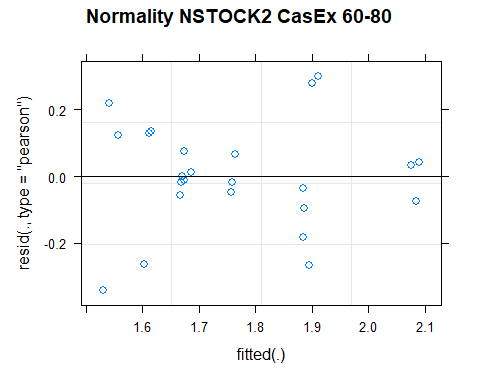 Normality NSTOCK2 CasEx 60-80
resid(., type = "pearson")
0.2
0.0
-0.2
1.6 1.7 1.8 1.9 2.0 2.1
fitted(.)